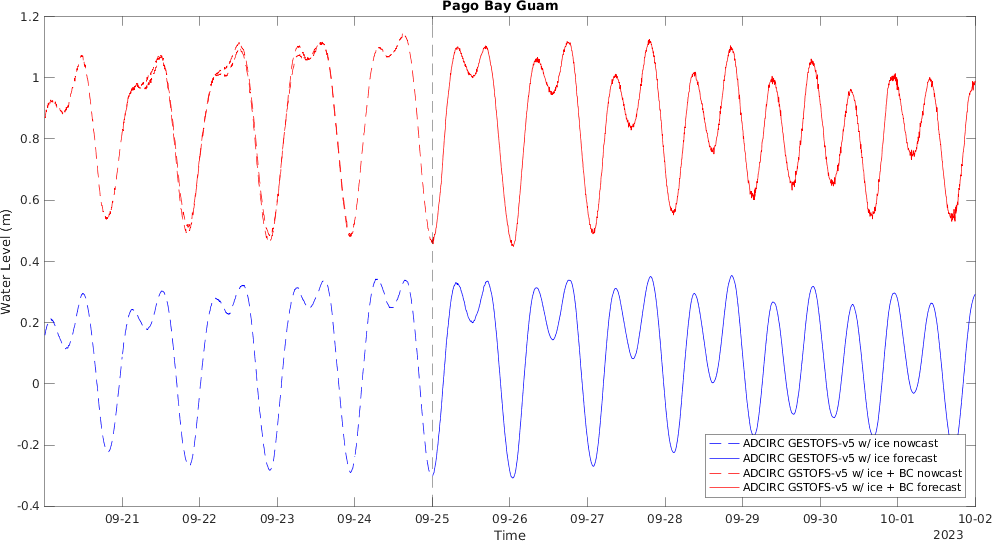 Pago Bay Guam
Water Level (m)
1.2
1
0.8
0.6
0.4
0.2
0
-0.2
-0.4
ADCIRC GESTOFS-v5 w/ ice nowcast
ADCIRC GESTOFS-v5 w/ ice forecast
ADCIRC GSTOFS-v5 w/ ice + BC nowcast
ADCIRC GSTOFS-v5 w/ ice + BC forecast
09-21 09-22 09-23 09-24 09-25 09-26 09-27 09-28 09-29 09-30 10-01 10-02
Time
2023